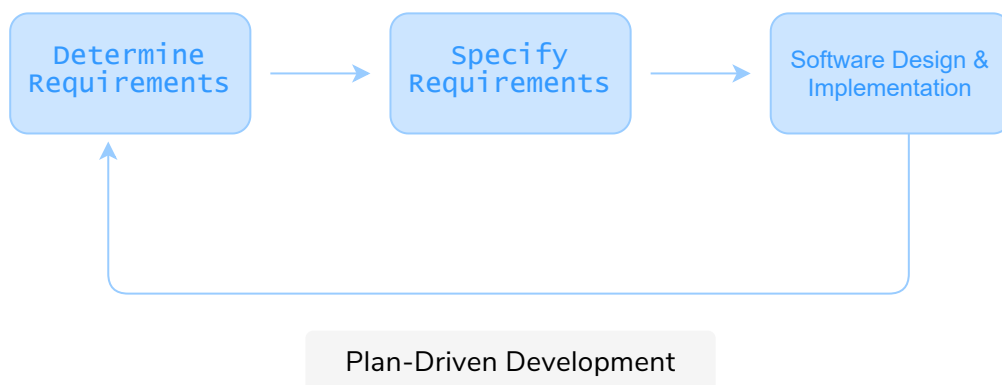 Determine
Requirements
Specify
Requirements
Software Design &
Implementation
Plan-Driven Development